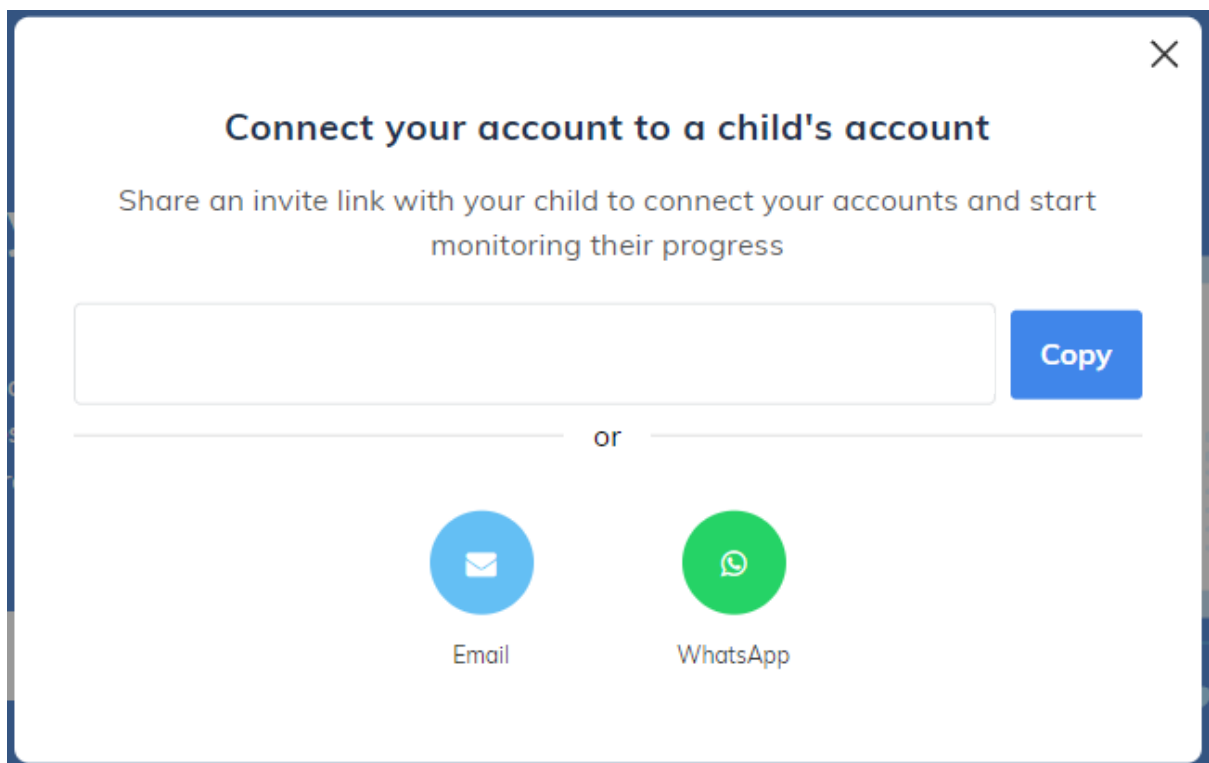 Connect your account to a child's account
Share an invite link with your child to connect your accounts and start
monitoring their progress
Copy
or
Email
WhatsApp